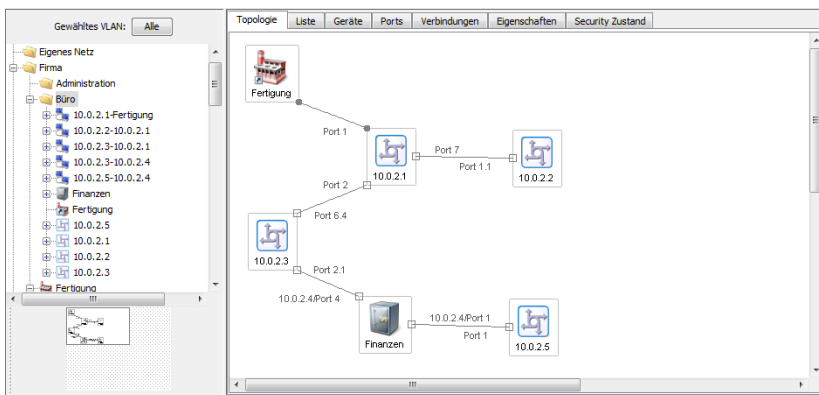 Gewähltes VLAN: Alle
Eigenes Netz
Firma
Administration
Büro
10.0.2.1-Fertigung
10.0.2.2-10.0.2.1
10.0.2.3-10.0.2.1
10.0.2.3-10.0.2.4
10.0.2.5-10.0.2.4
Finanzen
Fertigung
10.0.2.5
10.0.2.1
10.0.2.2
10.0.2.3
Fertigung
Topologie Liste Geräte Ports Verbindungen Eigenschaften Security Zustand
Fertigung
Port 1
Port 7
10.0.2.1
Port 1.1
10.0.2.2
Port 2
Port 6.4
10.0.2.3
Port 2.1
10.0.2.4/Port 4
10.0.2.4/Port 1
Port 1
Finanzen
10.0.2.5